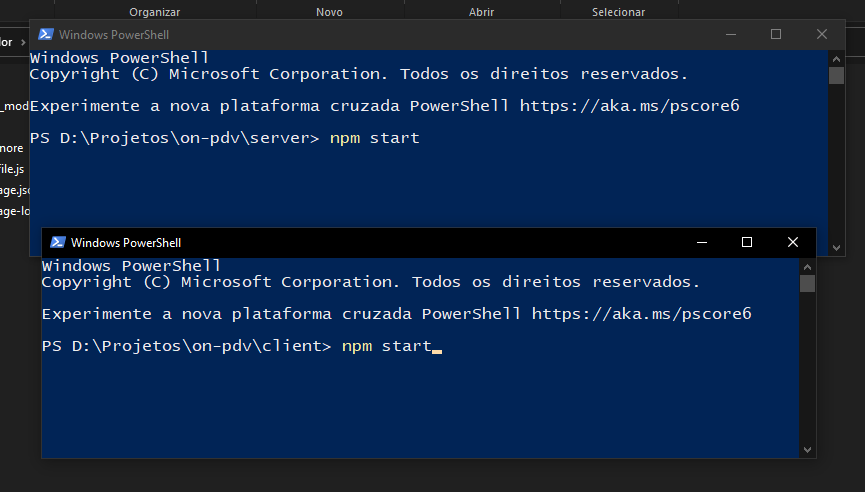 Organizar Novo Abrir Selecionar
Windows PowerShell
Windows PowerShell
Copyright (C) Microsoft Corporation. Todos os direitos reservados.
Experimente a nova plataforma cruzada PowerShell https://aka.ms/pscore6
PS D:\Projetos\on-pdv\server> npm start
dor
_mod
nore
file.js
age.jso
age-lo
Windows PowerShell
Windows PowerShell
Copyright (C) Microsoft Corporation. Todos os direitos reservados.
Experimente a nova plataforma cruzada PowerShell https://aka.ms/pscore6
PS D:\Projetos\on-pdv\client> npm start